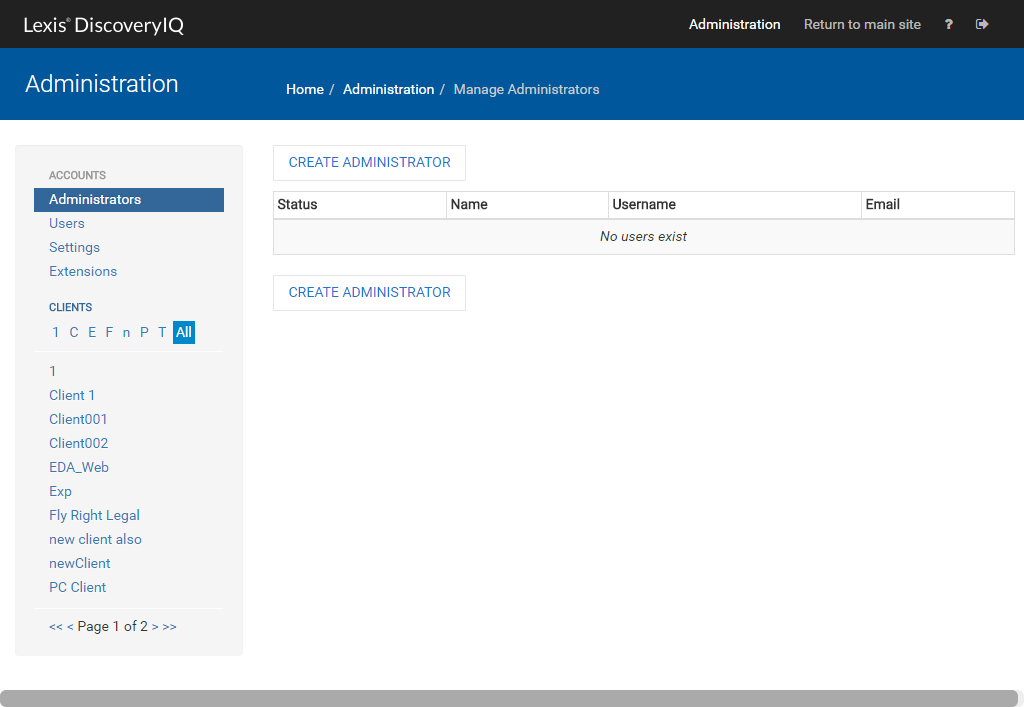 Lexis® DiscoveryIQ
Administration Return to main site ?
Administration
Home / Administration / Manage Administrators
ACCOUNTS
Administrators
Users
Settings
Extensions
CLIENTS
1 C E F n P T All
1
Client 1
Client001
Client002
EDA_Web
Exp
Fly Right Legal
new client also
newClient
PC Client
<< < Page 1 of 2 > >>
CREATE ADMINISTRATOR
Status Name Username Email
No users exist
CREATE ADMINISTRATOR